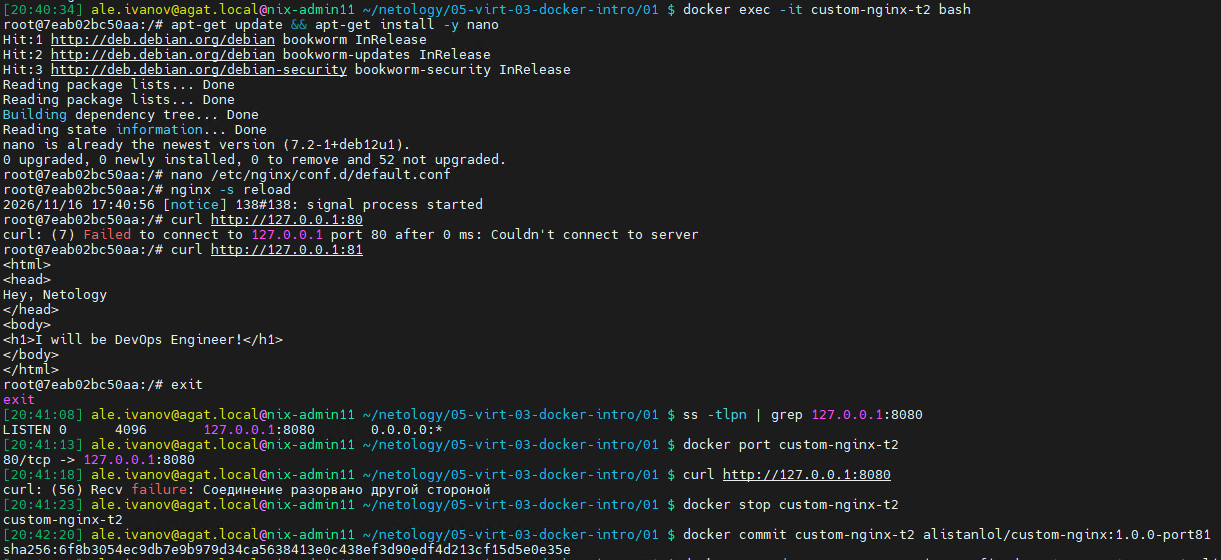 [20:40:34] ale.ivanov@agat.local@nix-admin11 ~/netology/05-virt-03-docker-intro/01 $ docker exec -it custom-nginx-t2 bash
root@7eab02bc50aa:/# apt-get update && apt-get install -y nano
Hit:1 http://deb.debian.org/debian bookworm InRelease
Hit:2 http://deb.debian.org/debian bookworm-updates InRelease
Hit:3 http://deb.debian.org/debian-security bookworm-security InRelease
Reading package lists... Done
Reading package lists... Done
Building dependency tree... Done
Reading state information... Done
nano is already the newest version (7.2-1+deb12u1).
0 upgraded, 0 newly installed, 0 to remove and 52 not upgraded.
root@7eab02bc50aa:/# nano /etc/nginx/conf.d/default.conf
root@7eab02bc50aa:/# nginx -s reload
2026/11/16 17:40:56 [notice] 138#138: signal process started
root@7eab02bc50aa:/# curl http://127.0.0.1:80
curl: (7) Failed to connect to 127.0.0.1 port 80 after 0 ms: Couldn't connect to server
root@7eab02bc50aa:/# curl http://127.0.0.1:81
<html>
<head>
Hey, Netology
</head>
<body>
<h1>I will be DevOps Engineer!</h1>
</body>
</html>
root@7eab02bc50aa:/# exit
exit
[20:41:08] ale.ivanov@agat.local@nix-admin11 ~/netology/05-virt-03-docker-intro/01 $ ss -tlpn | grep 127.0.0.1:8080
LISTEN 0 4096 127.0.0.1:8080 0.0.0.0:*
[20:41:13] ale.ivanov@agat.local@nix-admin11 ~/netology/05-virt-03-docker-intro/01 $ docker port custom-nginx-t2
80/tcp -> 127.0.0.1:8080
[20:41:18] ale.ivanov@agat.local@nix-admin11 ~/netology/05-virt-03-docker-intro/01 $ curl http://127.0.0.1:8080
curl: (56) Recv failure: Соединение разорвано другой стороной
[20:41:23] ale.ivanov@agat.local@nix-admin11 ~/netology/05-virt-03-docker-intro/01 $ docker stop custom-nginx-t2
custom-nginx-t2
[20:42:20] ale.ivanov@agat.local@nix-admin11 ~/netology/05-virt-03-docker-intro/01 $ docker commit custom-nginx-t2 alistanlol/custom-nginx:1.0.0-port81
sha256:6f8b3054ec9db7e9b979d34ca5638413e0c438ef3d90edf4d213cf15d5e0e35e